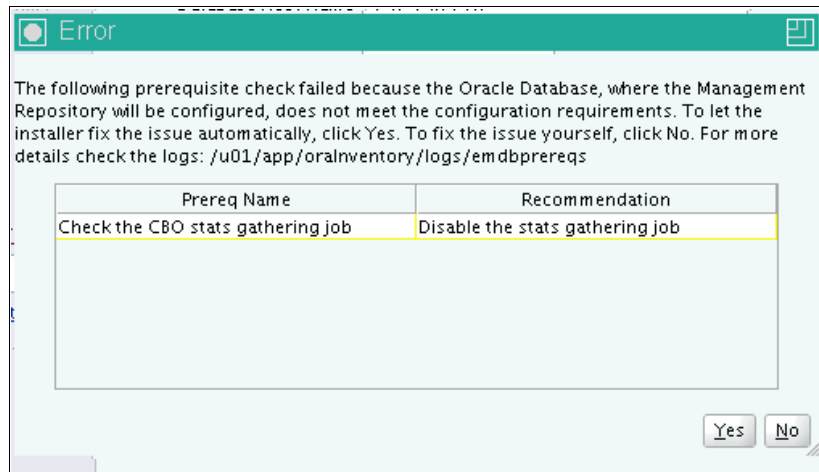 Error
The following prerequisite check failed because the Oracle Database, where the Management
Repository will be configured, does not meet the configuration requirements. To let the
installer fix the issue automatically, click Yes. To fix the issue yourself, click No. For more
details check the logs: /u01/app/oraInventory/logs/emdbprereqs
Prereq Name Recommendation
Check the CBO stats gathering job Disable the stats gathering job
Yes No